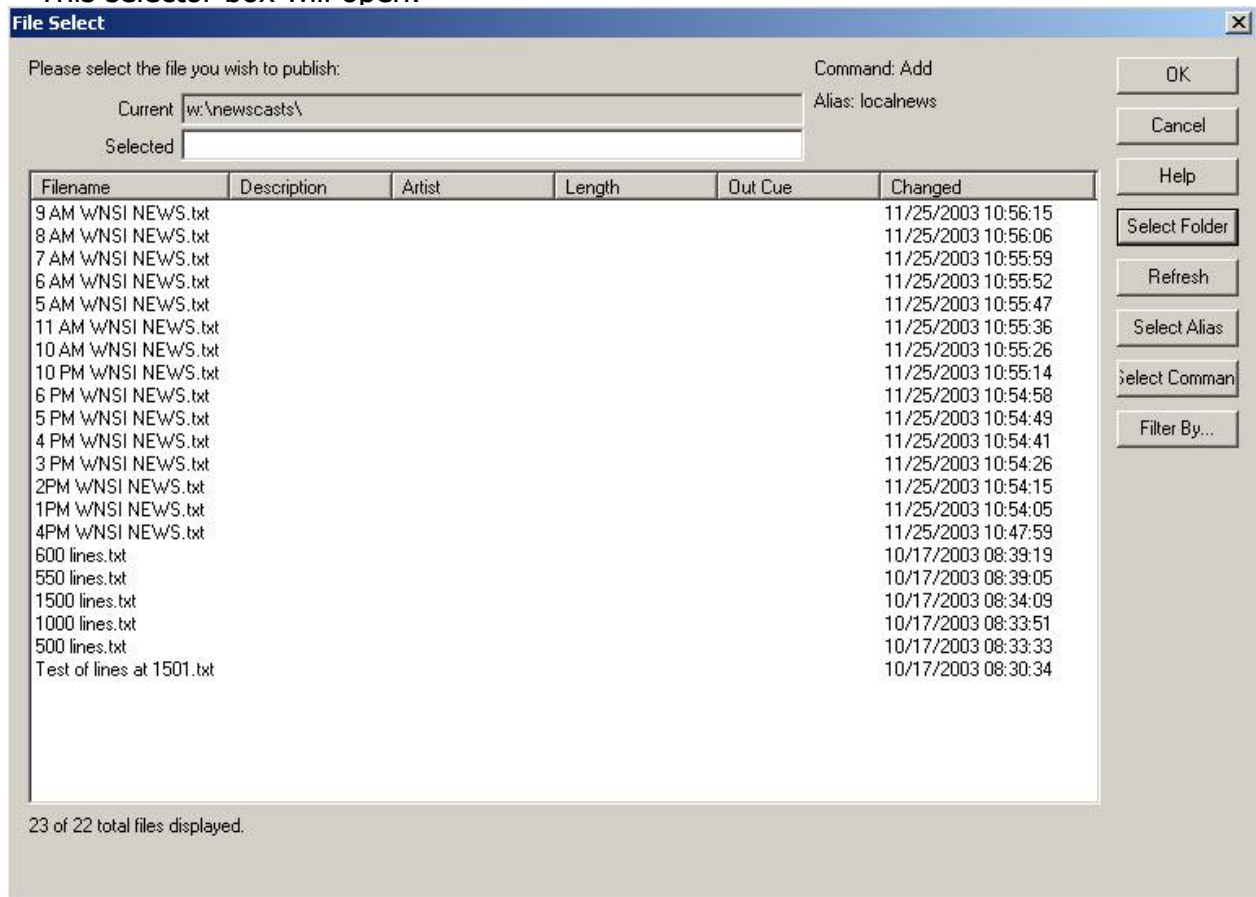 This selector box will open:
File Select
Please select the file you wish to publish:
Command: Add
OK
Current w:\newscasts\
Alias: localnews
Cancel
Selected
Help
Filename Description Artist Length Out Cue Changed
9 AM WNSI NEWS.txt 11/25/2003 10:56:15
8 AM WNSI NEWS.txt 11/25/2003 10:56:06
Select Folder
7 AM WNSI NEWS.txt 11/25/2003 10:55:59
6 AM WNSI NEWS.txt 11/25/2003 10:55:52
Refresh
5 AM WNSI NEWS.txt 11/25/2003 10:55:47
11 AM WNSI NEWS.txt 11/25/2003 10:55:36
Select Alias
10 AM WNSI NEWS.txt 11/25/2003 10:55:26
10 PM WNSI NEWS.txt 11/25/2003 10:55:14
Select Comman
6 PM WNSI NEWS.txt 11/25/2003 10:54:58
5 PM WNSI NEWS.txt 11/25/2003 10:54:49
Filter By...
4 PM WNSI NEWS.txt 11/25/2003 10:54:41
3 PM WNSI NEWS.txt 11/25/2003 10:54:26
2PM WNSI NEWS.txt 11/25/2003 10:54:15
1PM WNSI NEWS.txt 11/25/2003 10:54:05
4PM WNSI NEWS.txt 11/25/2003 10:47:59
600 lines.txt 10/17/2003 08:39:19
550 lines.txt 10/17/2003 08:39:05
1500 lines.txt 10/17/2003 08:34:09
1000 lines.txt 10/17/2003 08:33:51
500 lines.txt 10/17/2003 08:33:33
Test of lines at 1501.txt 10/17/2003 08:30:34
23 of 22 total files displayed.